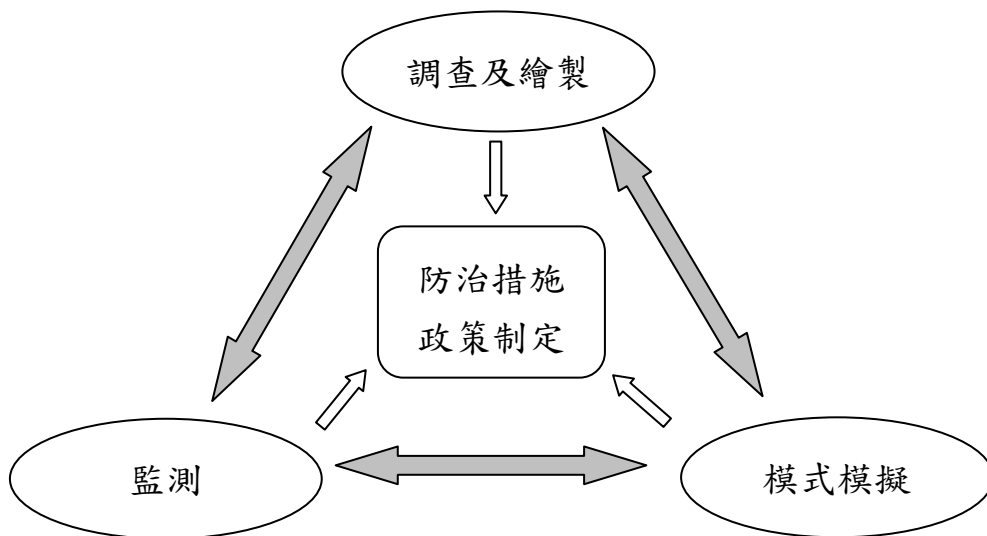 調查及繪製
防治措施
政策制定
監測
模式模擬